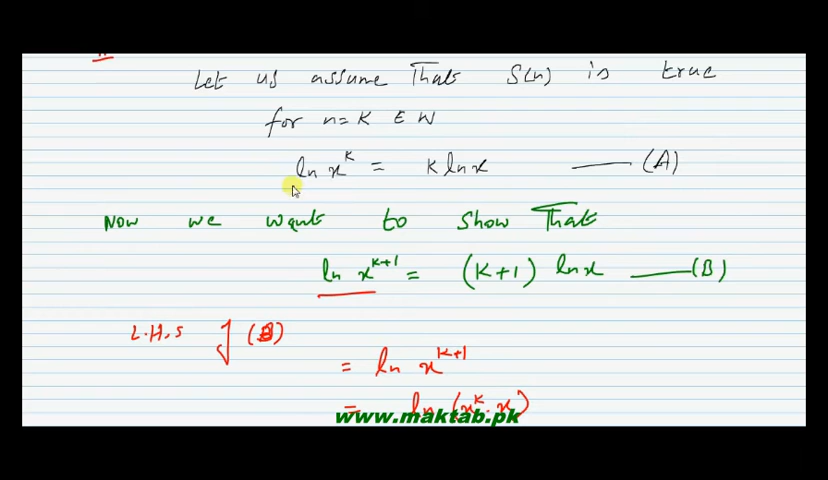 Let us assume That S(n) is true
for n = K ∈ W
ln x^k = K ln x —— (A)
Now we want to show That
ln x^{k+1} = (K+1) ln x —— (B)
L.H.S of (B)
= ln x^{k+1}
= ln (x^k . x)
www.maktab.pk